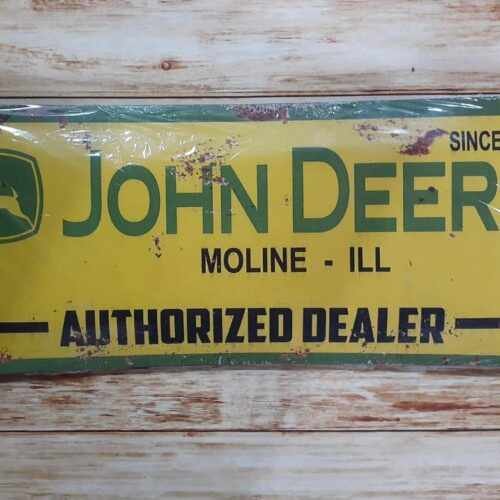 SINCE
JOHN DEER
MOLINE - ILL
AUTHORIZED DEALER